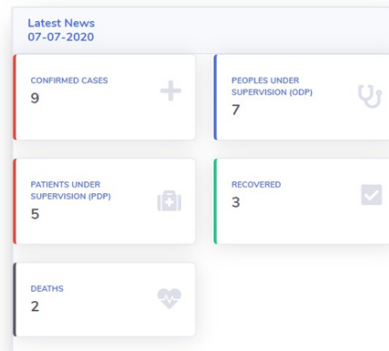 Latest News
07-07-2020
CONFIRMED CASES
9
PEOPLES UNDER
SUPERVISION (ODP)
7
PATIENTS UNDER
SUPERVISION (PDP)
5
RECOVERED
3
DEATHS
2